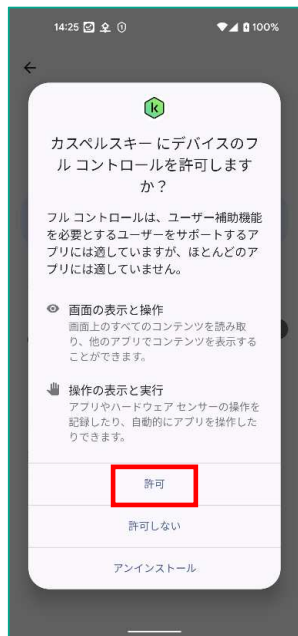 14:25 100%
カスペルスキー にデバイスのフ
ル コントロールを許可します
か？
フル コントロールは、ユーザー補助機能
を必要とするユーザーをサポートするア
プリには適していますが、ほとんどのア
プリには適していません。
画面の表示と操作
画面上のすべてのコンテンツを読み取
り、他のアプリでコンテンツを表示する
ことができます。
操作の表示と実行
アプリやハードウェア センサーの操作を
記録したり、自動的にアプリを操作した
りできます。
許可
許可しない
アンインストール